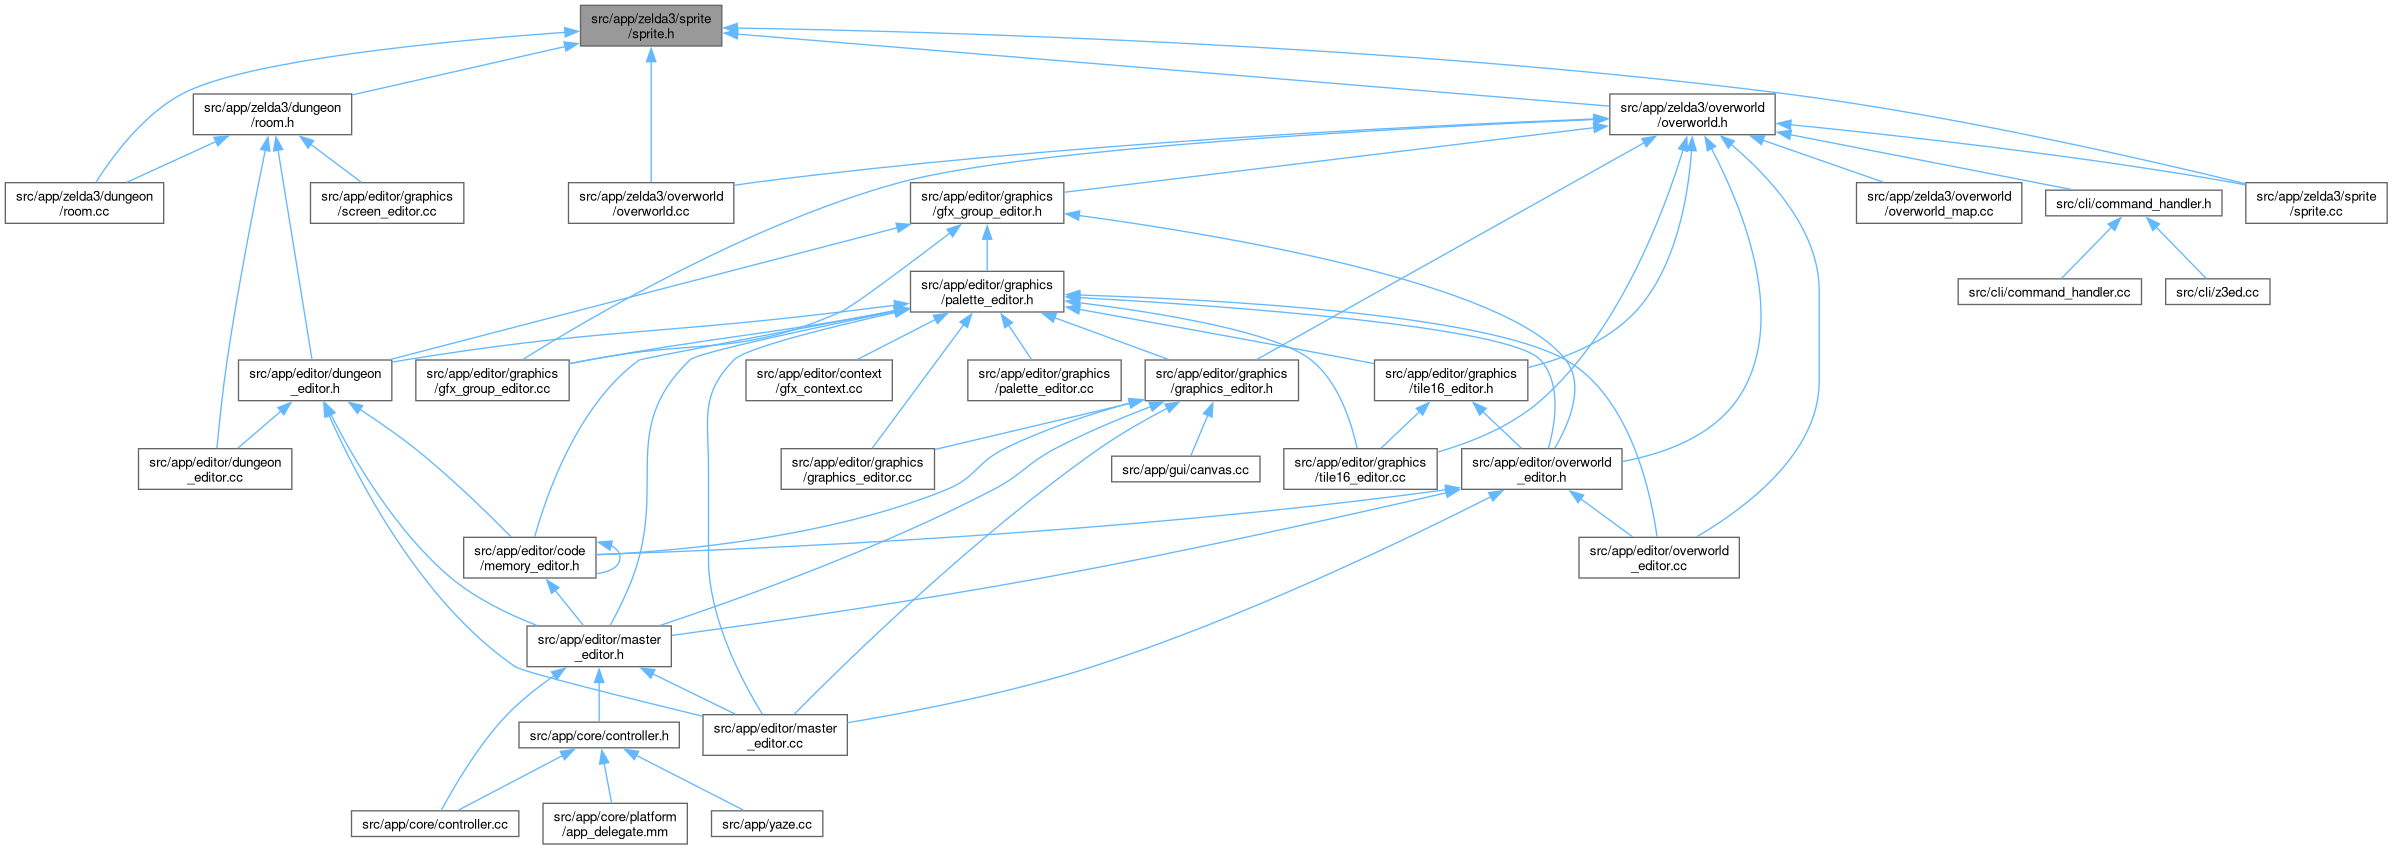 src/app/zelda3/sprite
/sprite.h
src/app/zelda3/dungeon
/room.h
src/app/zelda3/overworld
/overworld.h
src/app/zelda3/dungeon
/room.cc
src/app/editor/graphics
/screen_editor.cc
src/app/zelda3/overworld
/overworld.cc
src/app/editor/graphics
/gfx_group_editor.h
src/app/zelda3/overworld
/overworld_map.cc
src/cli/command_handler.h
src/app/zelda3/sprite
/sprite.cc
src/app/editor/graphics
/palette_editor.h
src/cli/command_handler.cc
src/cli/z3ed.cc
src/app/editor/dungeon
_editor.h
src/app/editor/graphics
/gfx_group_editor.cc
src/app/editor/context
/gfx_context.cc
src/app/editor/graphics
/palette_editor.cc
src/app/editor/graphics
/graphics_editor.h
src/app/editor/graphics
/tile16_editor.h
src/app/editor/dungeon
_editor.cc
src/app/editor/graphics
/graphics_editor.cc
src/app/gui/canvas.cc
src/app/editor/graphics
/tile16_editor.cc
src/app/editor/overworld
_editor.h
src/app/editor/code
/memory_editor.h
src/app/editor/overworld
_editor.cc
src/app/editor/master
_editor.h
src/app/core/controller.h
src/app/editor/master
_editor.cc
src/app/core/controller.cc
src/app/core/platform
/app_delegate.mm
src/app/yaze.cc